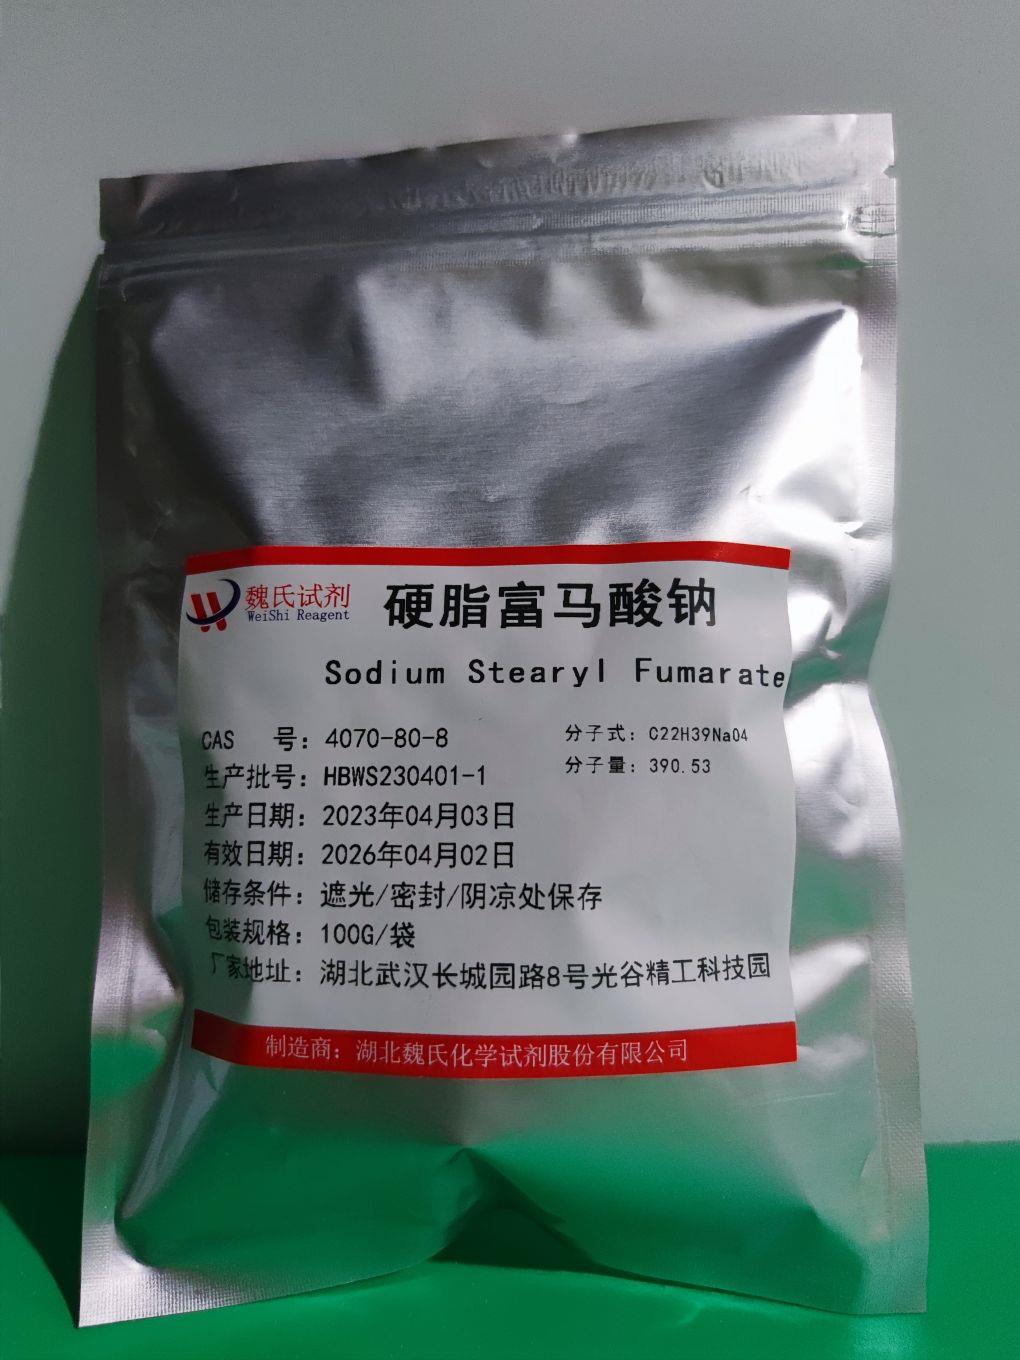 魏氏试剂
WeiShi Reagent
硬脂富马酸钠
Sodium Stearyl Fumarate
CAS 号：4070-80-8
分子式：C22H39NaO4
生产批号：HBWS230401-1
分子量：390.53
生产日期：2023年04月03日
有效日期：2026年04月02日
储存条件：遮光/密封/阴凉处保存
包装规格：100G/袋
厂家地址：湖北武汉长城园路8号光谷精工科技园
制造商：湖北魏氏化学试剂股份有限公司